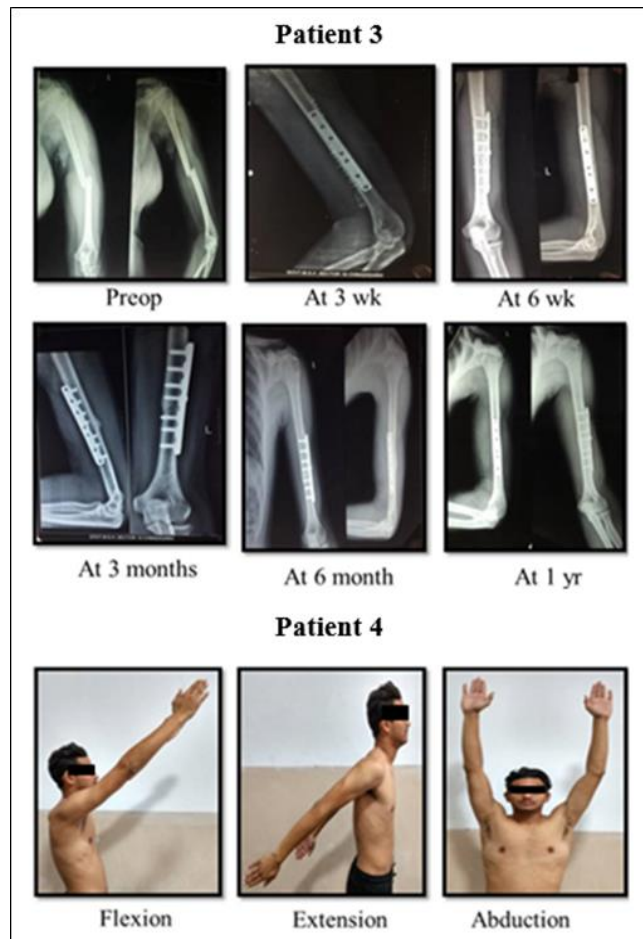 Patient 3
Preop
At 3 wk
At 6 wk
At 3 months
At 6 month
At 1 yr
L
L
L
Patient 4
Flexion
Extension
Abduction